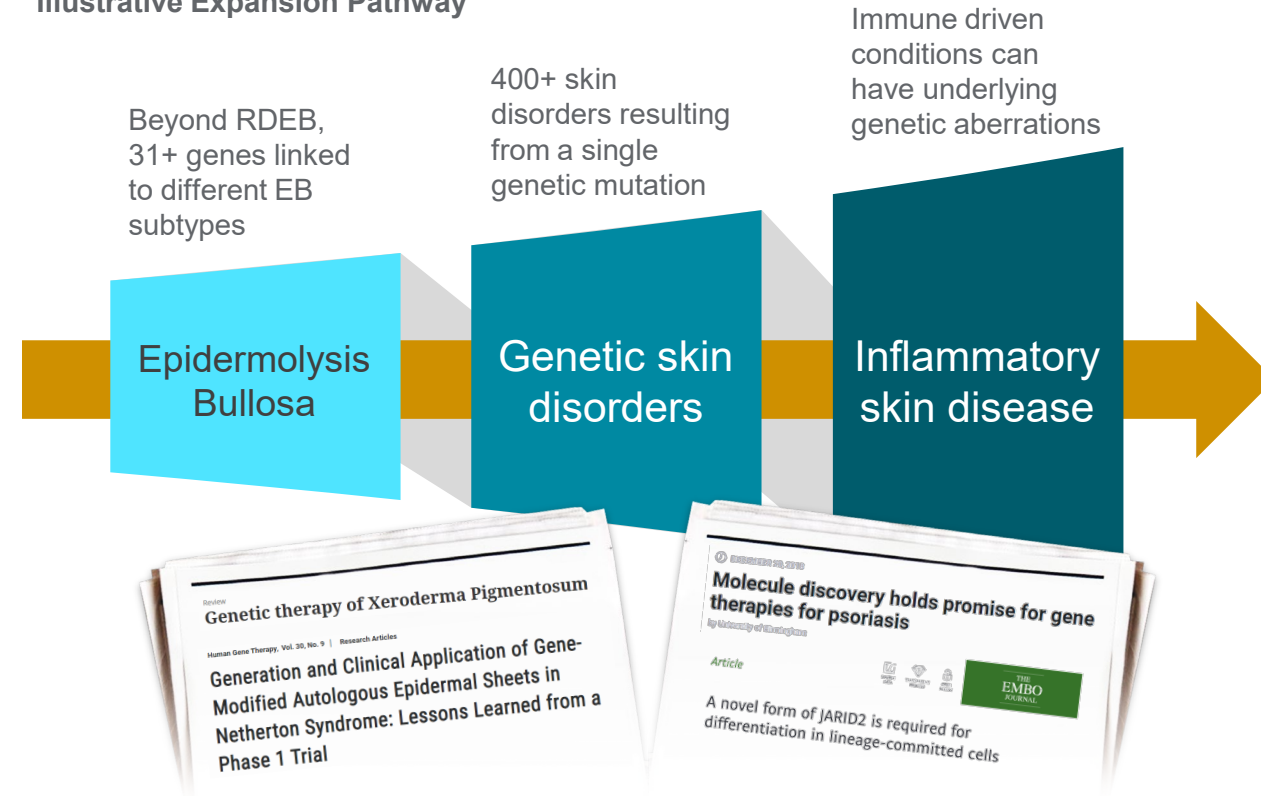 Illustrative Expansion Pathway
Beyond RDEB,
31+ genes linked
to different EB
subtypes
400+ skin
disorders resulting
from a single
genetic mutation
Immune driven
conditions can
have underlying
genetic aberrations
Epidermolysis
Bullosa
Genetic skin
disorders
Inflammatory
skin disease
Review
Genetic therapy of Xeroderma Pigmentosum
Human Gene Therapy, Vol. 30, No. 9 | Research Articles
Generation and Clinical Application of Gene-
Modified Autologous Epidermal Sheets in
Netherton Syndrome: Lessons Learned from a
Phase 1 Trial
Molecule discovery holds promise for gene
therapies for psoriasis
by University of
Article
THE
EMBO
JOURNAL
A novel form of JARID2 is required for
differentiation in lineage-committed cells